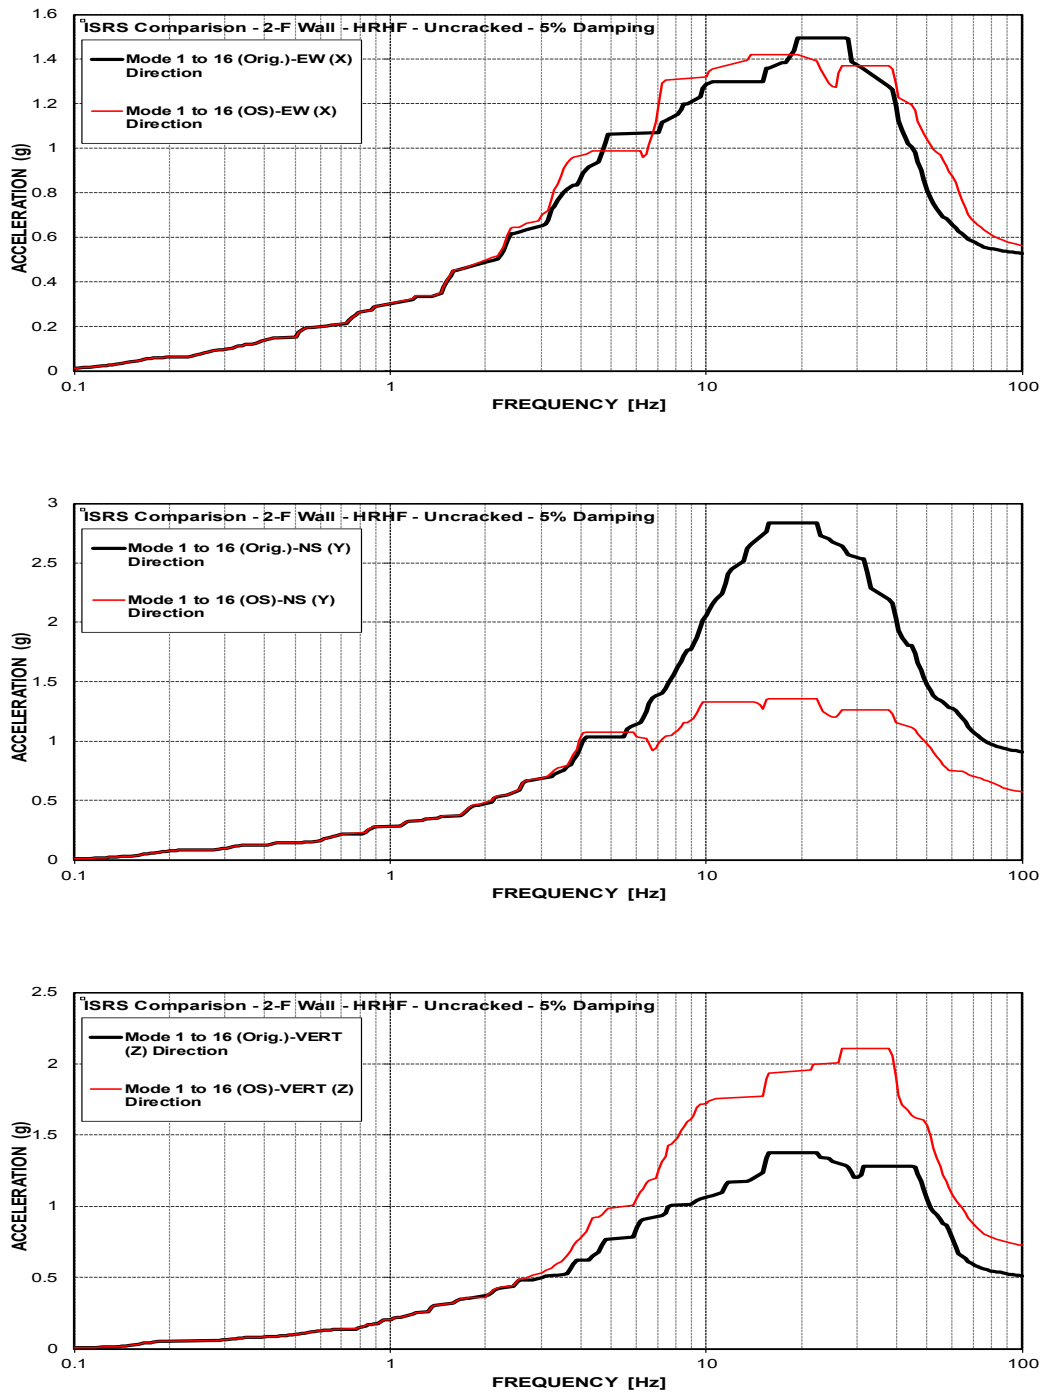 ISRS Comparison - 2-F Wall - HRHF - Uncracked - 5% Damping
Mode 1 to 16 (Orig.)-EW (X)
Direction
Mode 1 to 16 (OS)-EW (X)
Direction
1.6
1.4
1.2
1
0.8
0.6
0.4
0.2
0
ACCELERATION (g)
0.1
1
10
100
FREQUENCY [Hz]
ISRS Comparison - 2-F Wall - HRHF - Uncracked - 5% Damping
Mode 1 to 16 (Orig.)-NS (Y)
Direction
Mode 1 to 16 (OS)-NS (Y)
Direction
3
2.5
2
1.5
1
0.5
0
ACCELERATION (g)
0.1
1
10
100
FREQUENCY [Hz]
ISRS Comparison - 2-F Wall - HRHF - Uncracked - 5% Damping
Mode 1 to 16 (Orig.)-VERT
(Z) Direction
Mode 1 to 16 (OS)-VERT (Z)
Direction
2.5
2
1.5
1
0.5
0
ACCELERATION (g)
0.1
1
10
100
FREQUENCY [Hz]